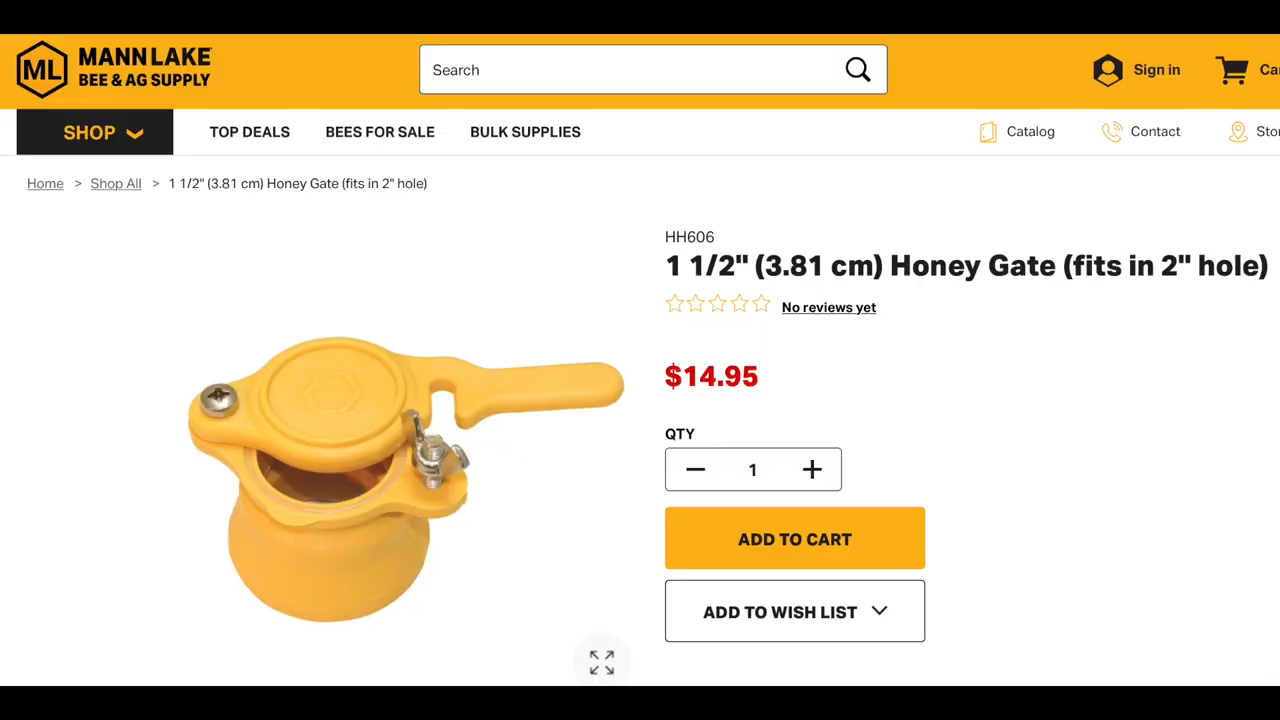 ML MANN LAKE
BEE & AG SUPPLY
Search
Sign in
SHOP
TOP DEALS
BEES FOR SALE
BULK SUPPLIES
Catalog
Contact
Home > Shop All > 1 1/2" (3.81 cm) Honey Gate (fits in 2" hole)
HH606
1 1/2" (3.81 cm) Honey Gate (fits in 2" hole)
No reviews yet
$14.95
QTY
1
ADD TO CART
ADD TO WISH LIST